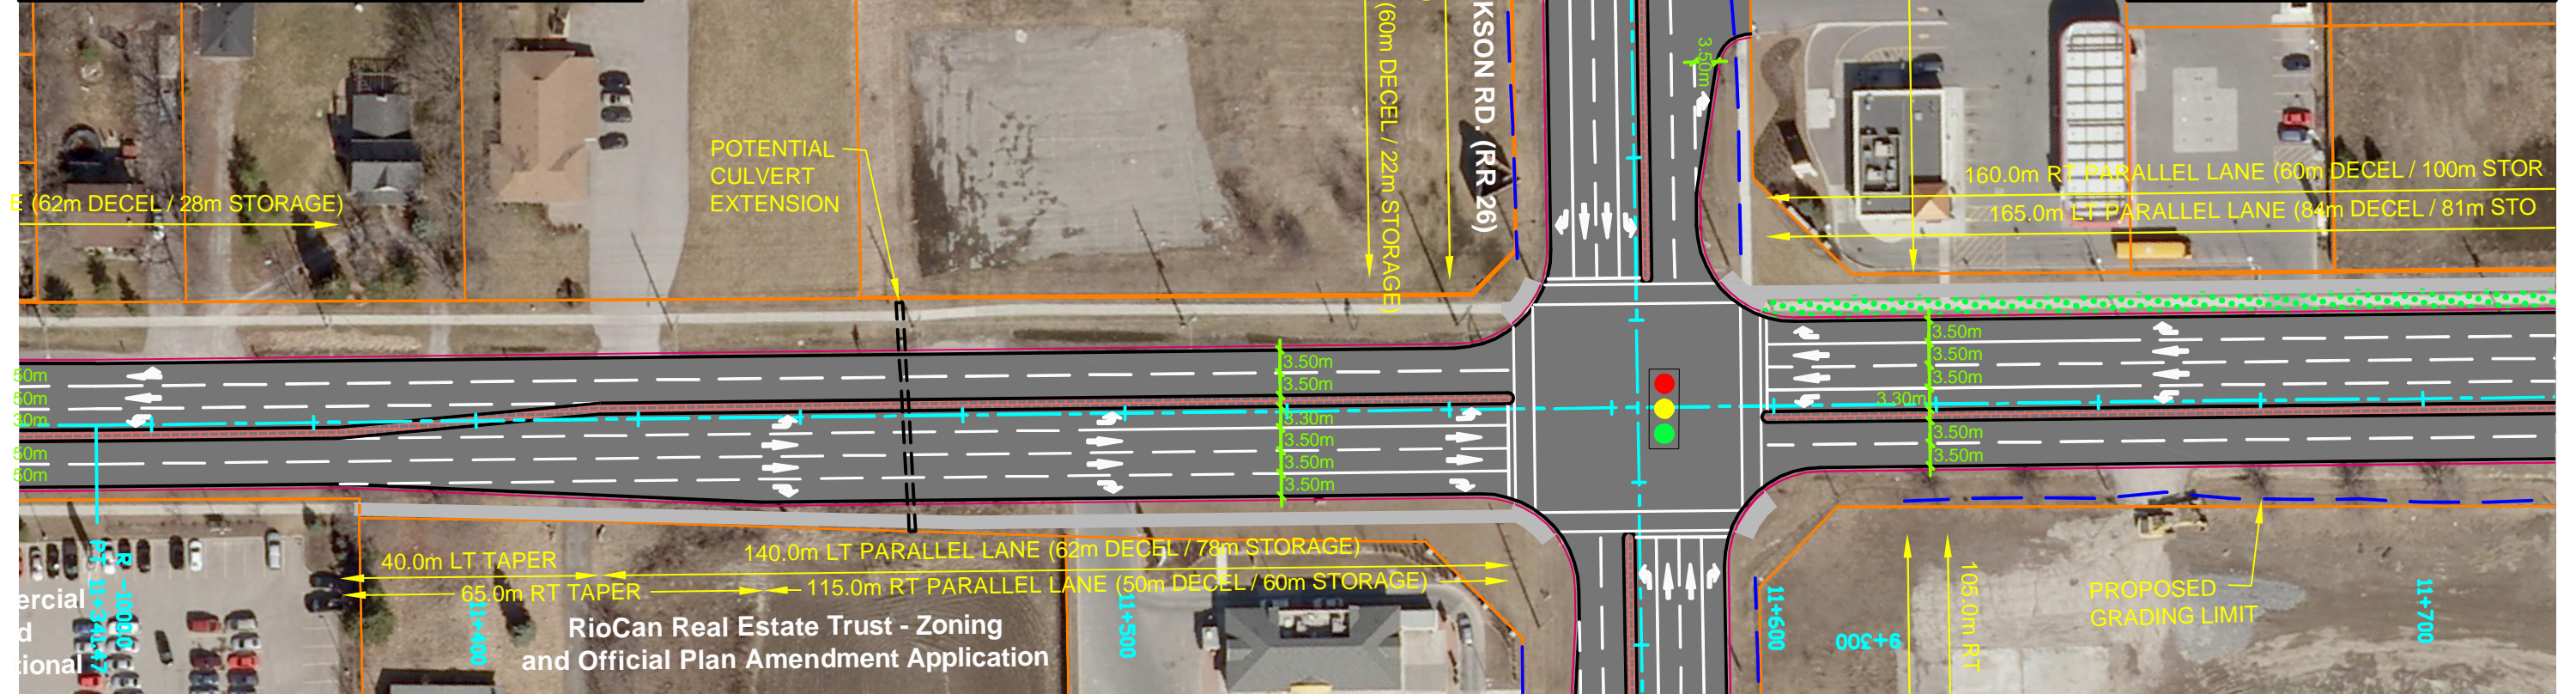 E (62m DECEL / 28m STORAGE)
POTENTIAL
CULVERT
EXTENSION
(60m DECEL / 22m STORAGE)
KSON RD. (RR 26)
3.50m
160.0m RT PARALLEL LANE (60m DECEL / 100m STOR
165.0m LT PARALLEL LANE (84m DECEL / 81m STO
50m
50m
30m
50m
50m
3.50m
3.50m
3.30m
3.50m
3.50m
3.50m
3.50m
3.50m
3.50m
3.30m
3.50m
3.50m
40.0m LT TAPER
140.0m LT PARALLEL LANE (62m DECEL / 78m STORAGE)
65.0m RT TAPER
115.0m RT PARALLEL LANE (50m DECEL / 60m STORAGE)
R -10000
ercial
d
tional
11+400
RioCan Real Estate Trust - Zoning
and Official Plan Amendment Application
11+500
11+600
9+300
105.0m RT
PROPOSED
GRADING LIMIT
11+700